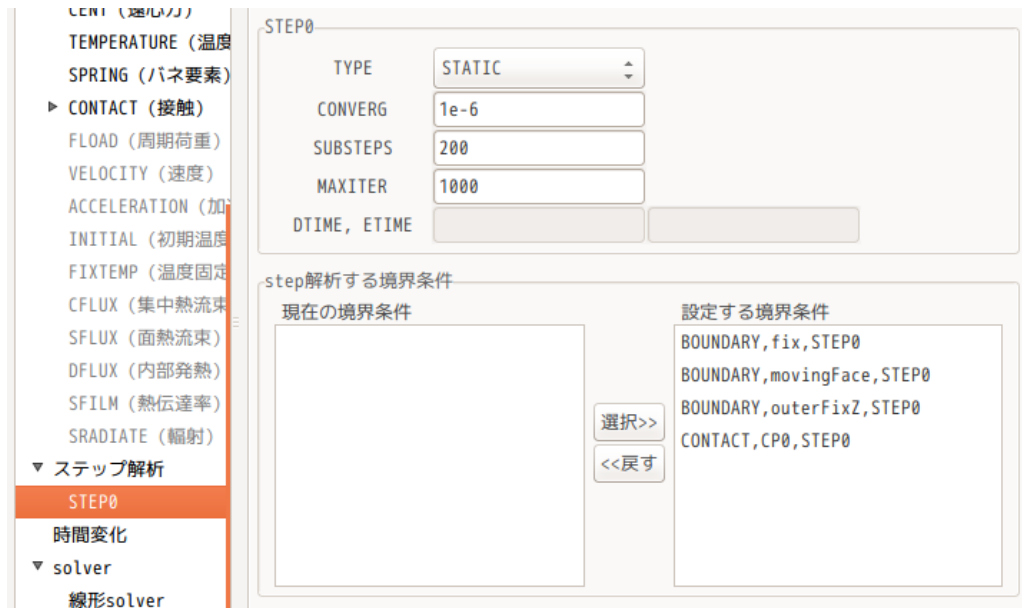 CENT (遠心力)
TEMPERATURE (温度
SPRING (バネ要素)
CONTACT (接触)
FLOAD (周期荷重)
VELOCITY (速度)
ACCELERATION (加
INITIAL (初期温度
FIXTEMP (温度固定
CFLUX (集中熱流束
SFLUX (面熱流束)
DFLUX (内部発熱)
SFILM (熱伝達率)
SRADIATE (輻射)
ステップ解析
STEP0
時間変化
solver
線形solver
STEP0
TYPE STATIC
CONVERG 1e-6
SUBSTEPS 200
MAXITER 1000
DTIME, ETIME
step解析する境界条件
現在の境界条件
選択>>
<<戻す
設定する境界条件
BOUNDARY,fix,STEP0
BOUNDARY,movingFace,STEP0
BOUNDARY,outerFixZ,STEP0
CONTACT,CP0,STEP0